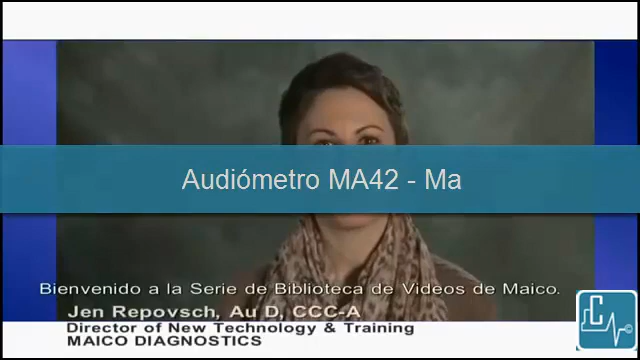 Audiómetro MA42 - Ma
Bienvenido a la Serie de Biblioteca de Videos de Maico.
Jen Repovsch, Au D, CCC-A
Director of New Technology & Training
MAICO DIAGNOSTICS
C
©